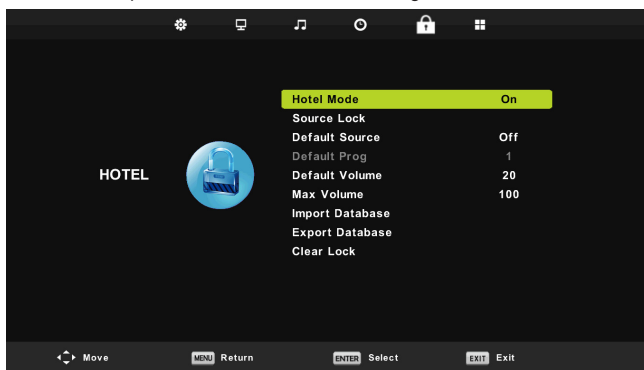 HOTEL
Hotel Mode On
Source Lock
Default Source Off
Default Prog 1
Default Volume 20
Max Volume 100
Import Database
Export Database
Clear Lock
Move MENU Return ENTER Select EXIT Exit